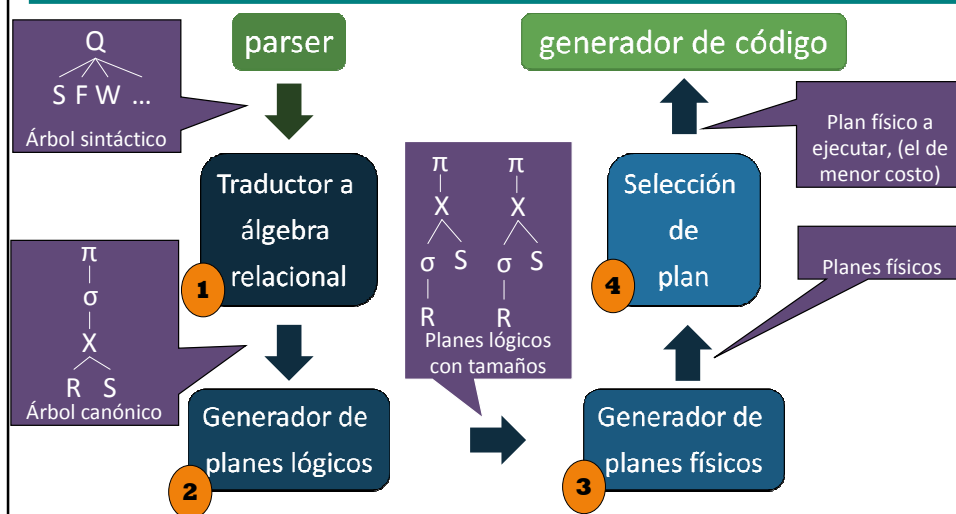 Q
S F W ...
Árbol sintáctico
parser
Traductor a
álgebra
relacional
1
π
σ
X
R S
Árbol canónico
Generador de
planes lógicos
2
π π
X X
σ S σ S
R R
Planes lógicos
con tamaños
Generador de
planes físicos
3
Planes físicos
Selección
de
plan
4
Plan físico a
ejecutar, (el de
menor costo)
generador de código